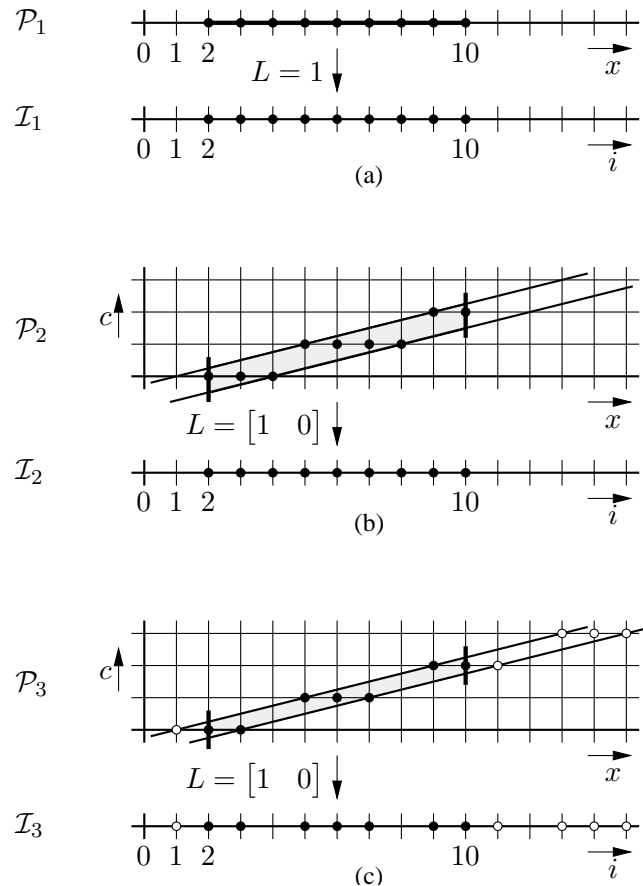 𝒫₁
0 1 2 10 x
L = 1
ℐ₁
0 1 2 10 i
(a)
𝒫₂ c
x
L = [1 0]
ℐ₂
0 1 2 10 i
(b)
𝒫₃ c
x
L = [1 0]
ℐ₃
0 1 2 10 i
(c)